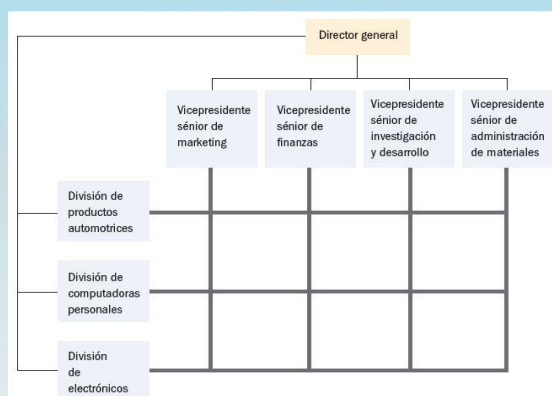 Director general
Vicepresidente
sénior de
marketing
Vicepresidente
sénior de
finanzas
Vicepresidente
sénior de
investigación
y desarrollo
Vicepresidente
sénior de
administración
de materiales
División de
productos
automotrices
División de
computadoras
personales
División
de
electrónicos